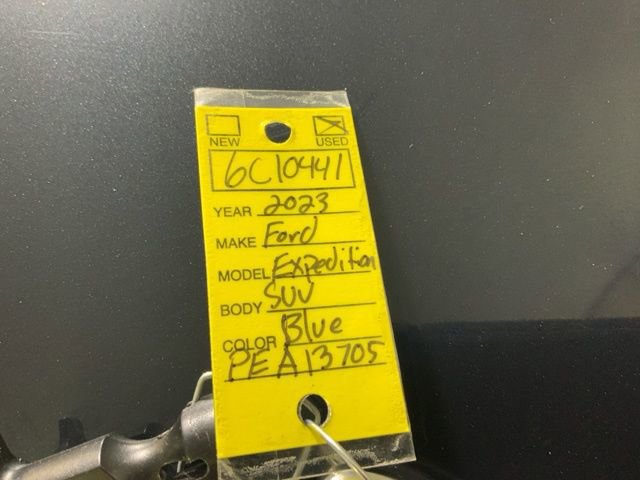 NEW USED
6C10441
YEAR 2023
MAKE Ford
MODEL Expedition
BODY SUV
COLOR Blue
PEA13705